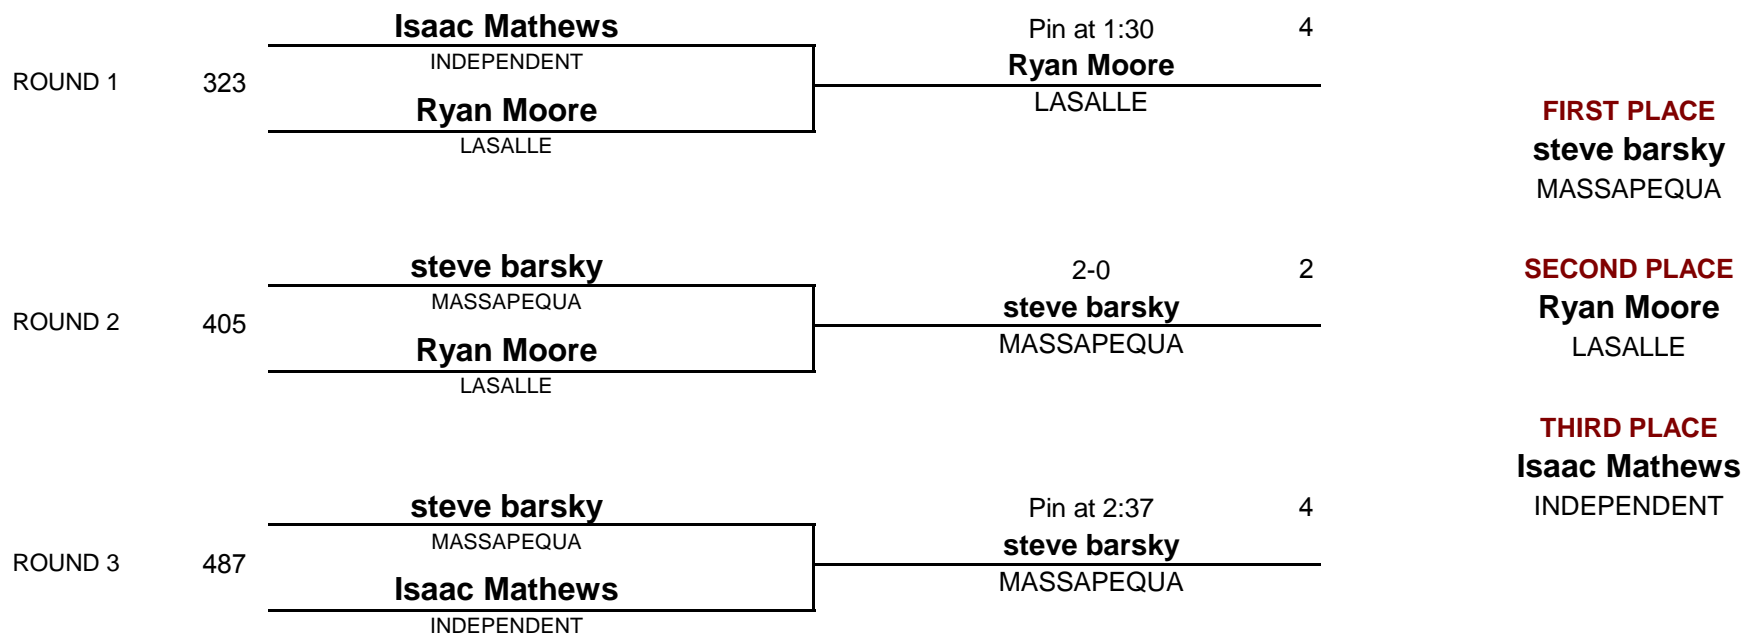 Isaac Mathews
INDEPENDENT
ROUND 1
323
Ryan Moore
LASALLE
Pin at 1:30
4
Ryan Moore
LASALLE
steve barsky
MASSAPEQUA
ROUND 2
405
Ryan Moore
LASALLE
2-0
2
steve barsky
MASSAPEQUA
steve barsky
MASSAPEQUA
ROUND 3
487
Isaac Mathews
INDEPENDENT
Pin at 2:37
4
steve barsky
MASSAPEQUA
FIRST PLACE
steve barsky
MASSAPEQUA
SECOND PLACE
Ryan Moore
LASALLE
THIRD PLACE
Isaac Mathews
INDEPENDENT